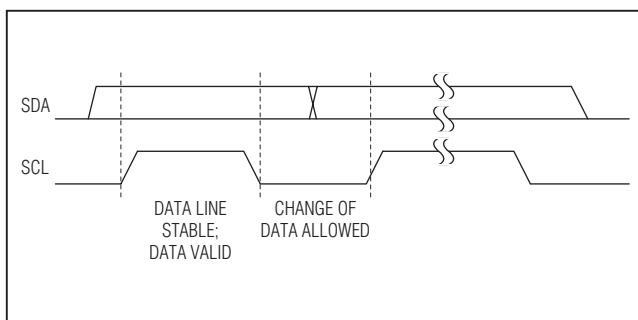 SDA
SCL
DATA LINE
STABLE;
DATA VALID
CHANGE OF
DATA ALLOWED